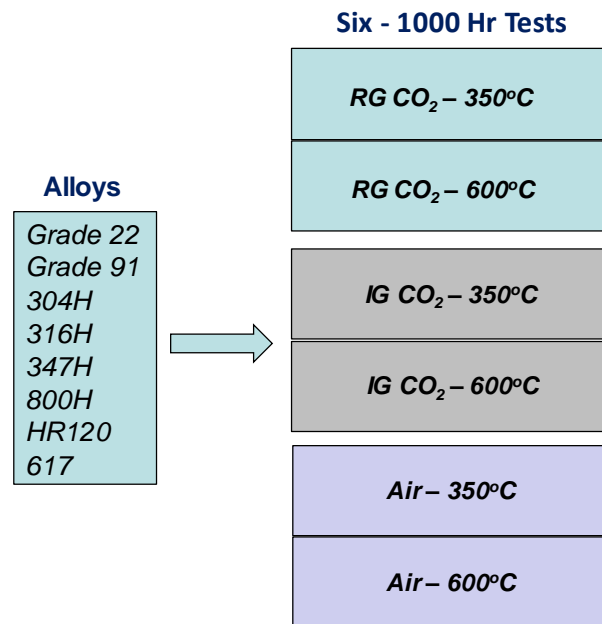 Six - 1000 Hr Tests
RG CO₂ – 350ºC
RG CO₂ – 600ºC
Alloys
Grade 22
Grade 91
304H
316H
347H
800H
HR120
617
IG CO₂ – 350ºC
IG CO₂ – 600ºC
Air – 350ºC
Air – 600ºC